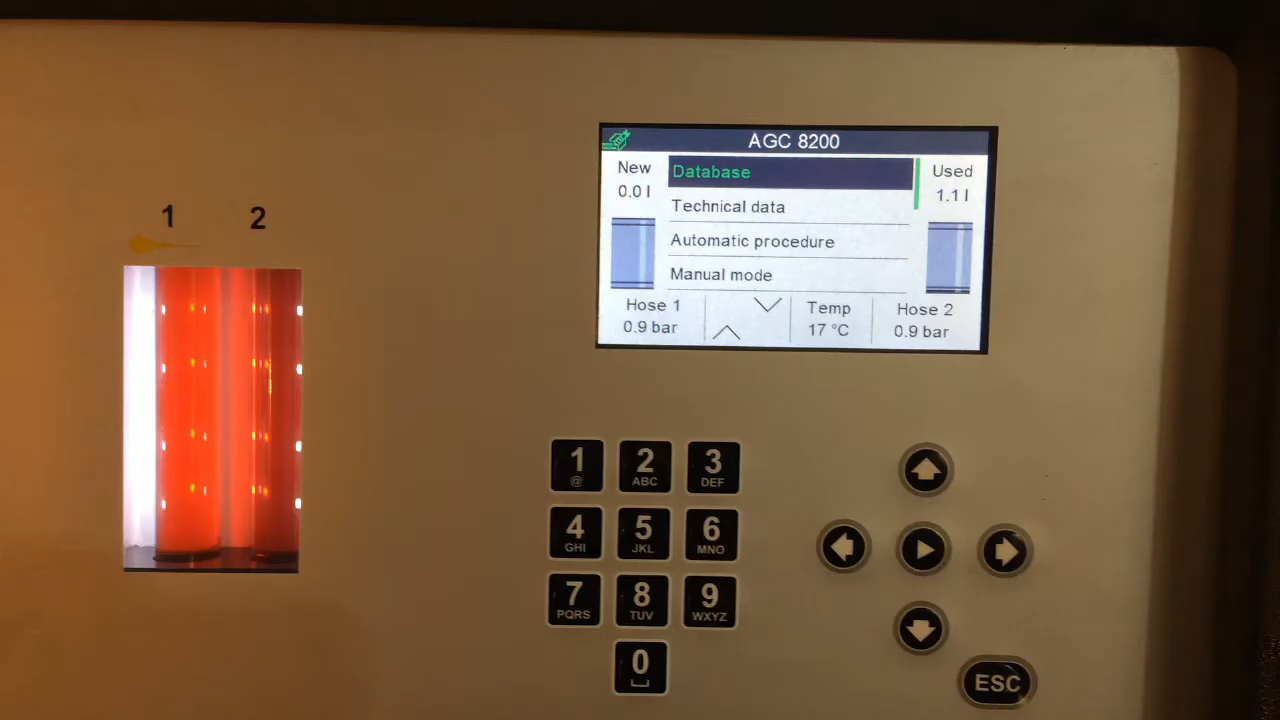 AGC 8200
New
0.0 l
Database
Technical data
Automatic procedure
Manual mode
Used
1.1 l
Hose 1
0.9 bar
Temp
17 °C
Hose 2
0.9 bar
1 2
1 2 3
@ ABC DEF
4 5 6
GHI JKL MNO
7 8 9
PQRS TUV WXYZ
0
ESC